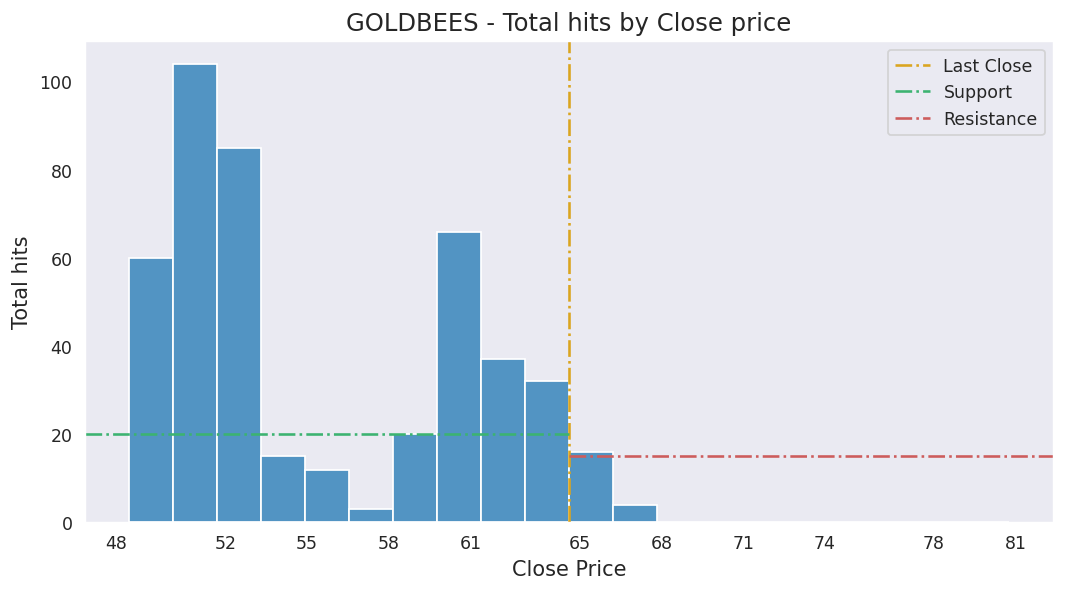 GOLDBEES - Total hits by Close price
Last Close
Support
Resistance
Total hits
100
80
60
40
20
0
48 52 55 58 61 65 68 71 74 78 81
Close Price